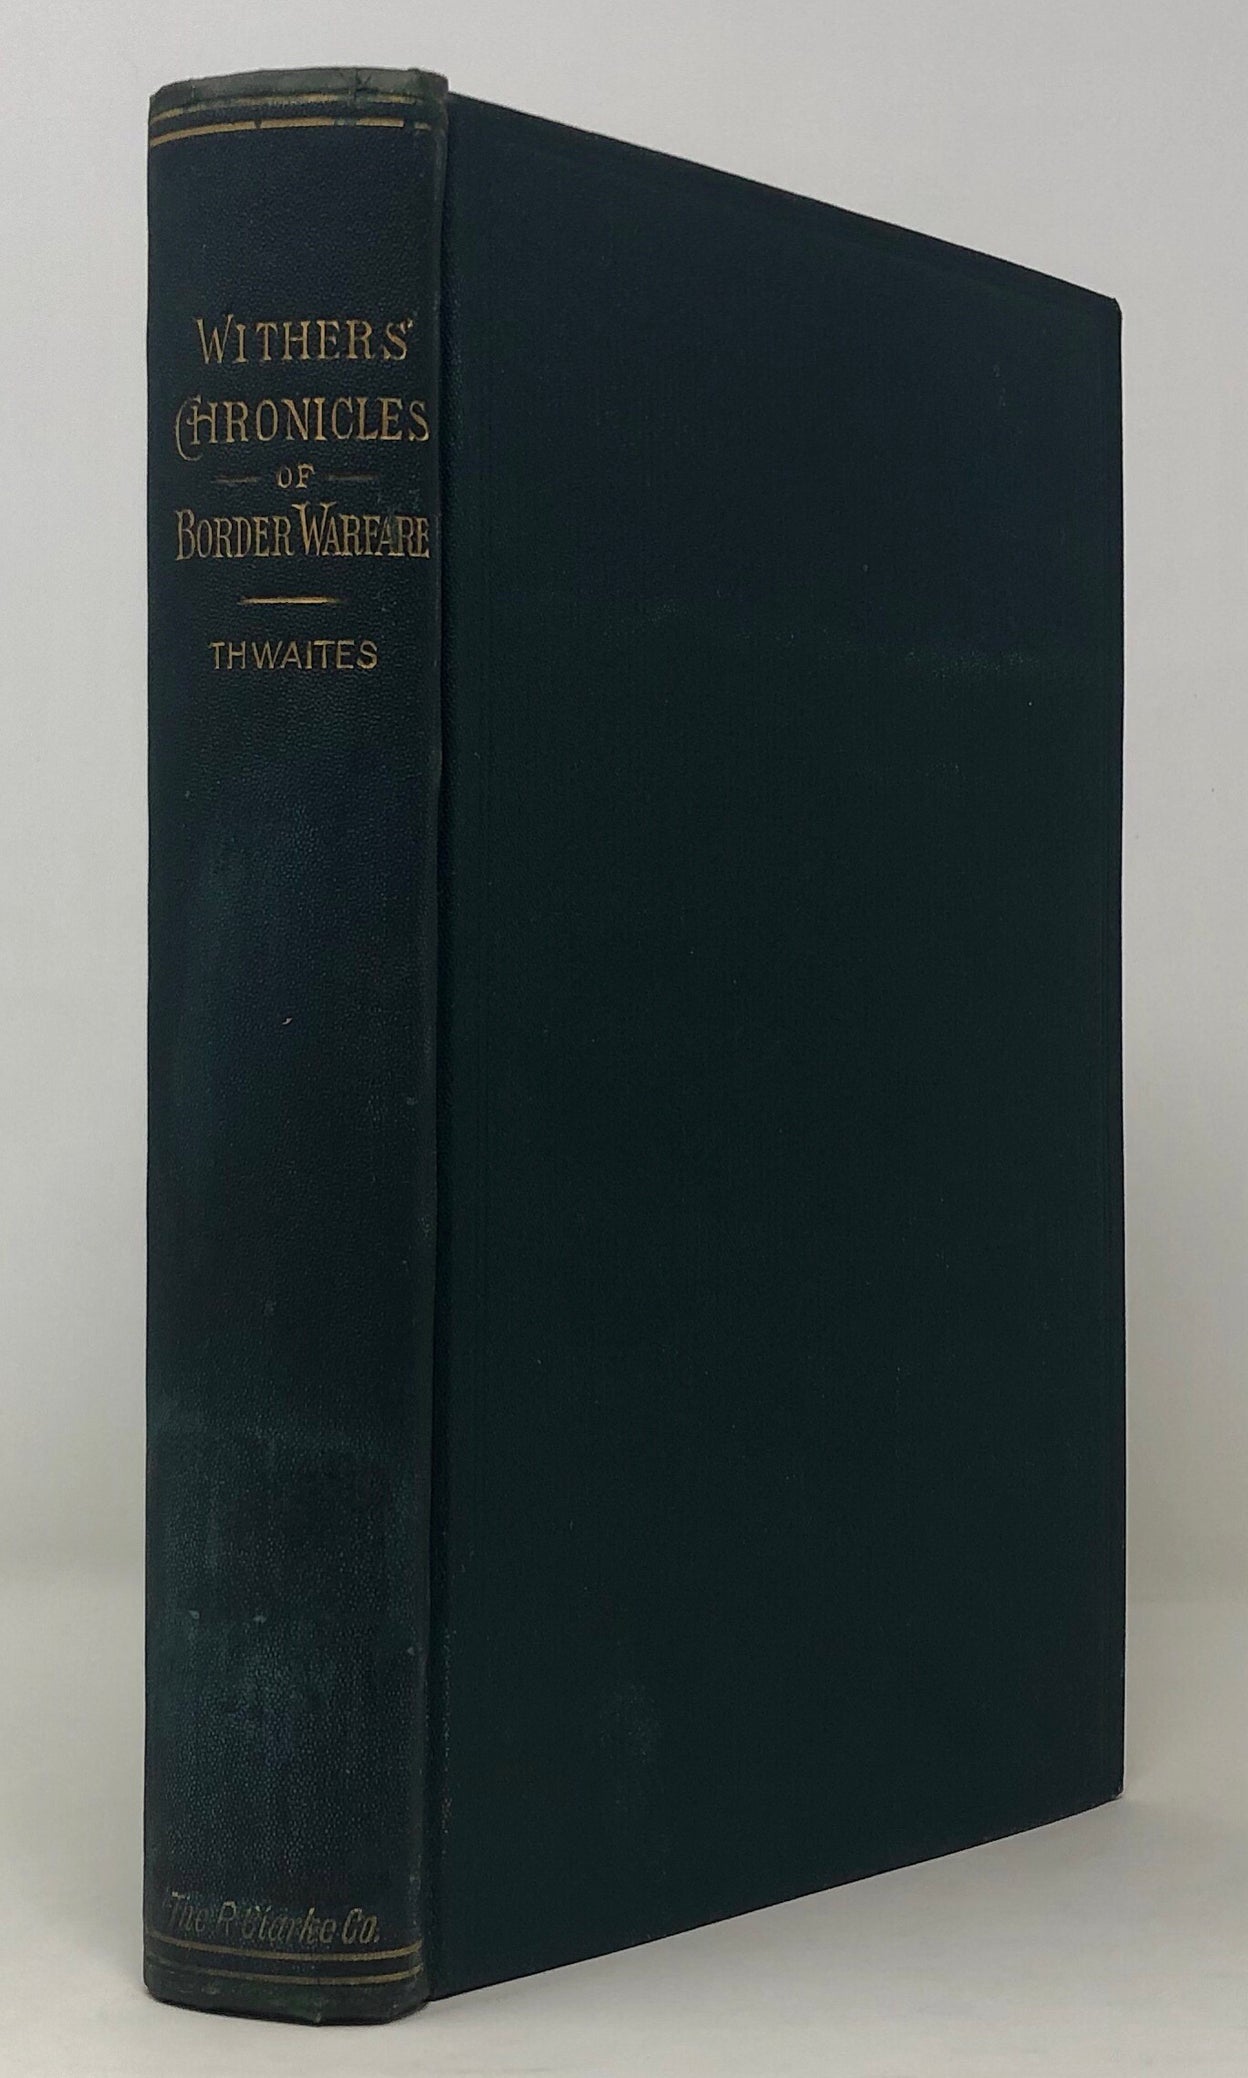 WITHERS'
CHRONICLES
OF
BORDER WARFARE
THWAITES
The R Clarke Co.